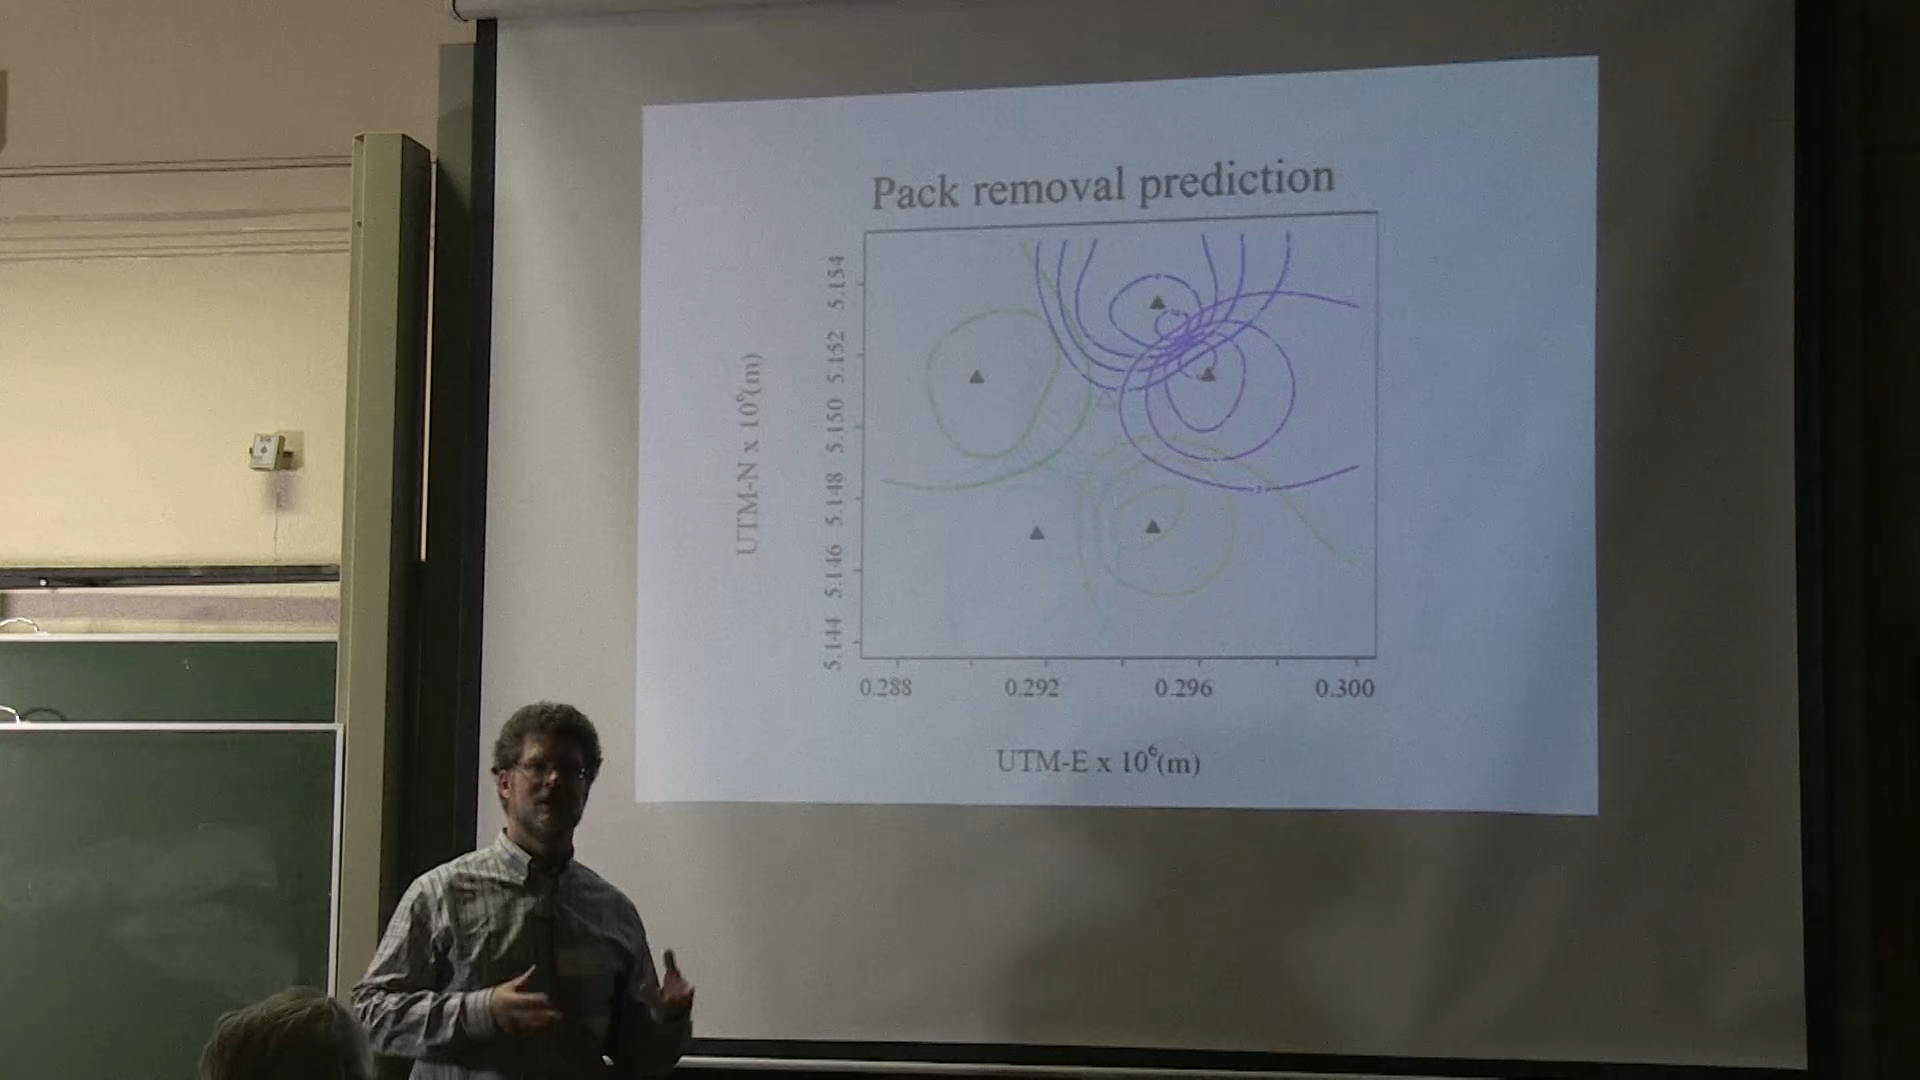 Pack removal prediction
UTM-N x 10⁶(m)
5.154
5.152
5.150
5.148
5.146
5.144
0.288 0.292 0.296 0.300
UTM-E x 10⁶(m)